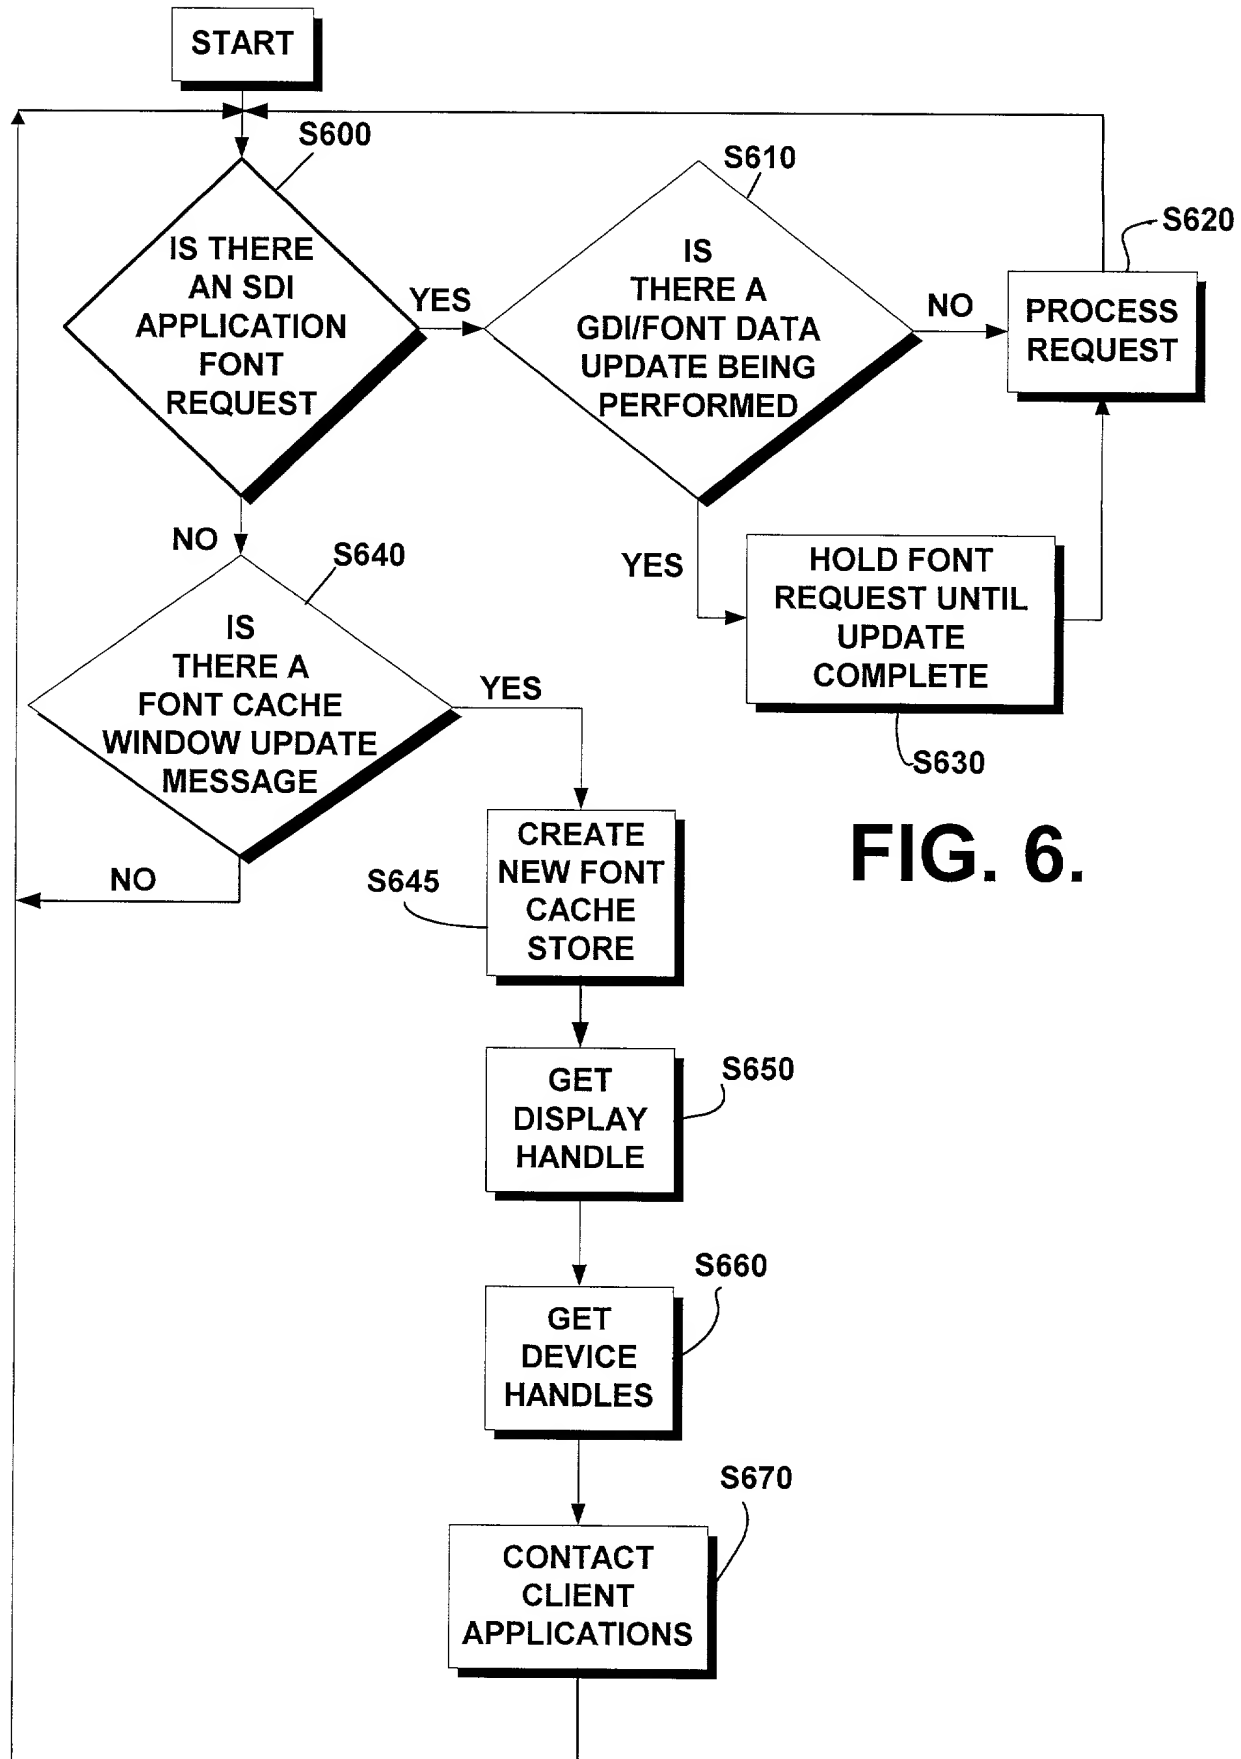 START
S600
IS THERE
AN SDI
APPLICATION
FONT
REQUEST
YES
S610
IS
THERE A
GDI/FONT DATA
UPDATE BEING
PERFORMED
NO
S620
PROCESS
REQUEST
YES
HOLD FONT
REQUEST UNTIL
UPDATE
COMPLETE
S630
NO
S640
IS
THERE A
FONT CACHE
WINDOW UPDATE
MESSAGE
YES
NO
FIG. 6.
S645
CREATE
NEW FONT
CACHE
STORE
S650
GET
DISPLAY
HANDLE
S660
GET
DEVICE
HANDLES
S670
CONTACT
CLIENT
APPLICATIONS